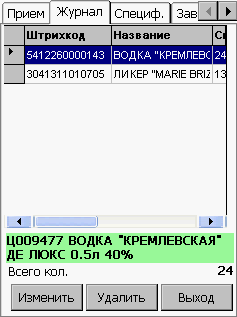 Прием Журнал Специф. Зав
Штрихкод Название С
5412260000143 ВОДКА "КРЕМЛЕВС 24
3041311010705 ЛИКЕР "MARIE BRIZ 13
Ц009477 ВОДКА "КРЕМЛЕВСКАЯ"
ДЕ ЛЮКС 0.5л 40%
Всего кол. 24
Изменить Удалить Выход